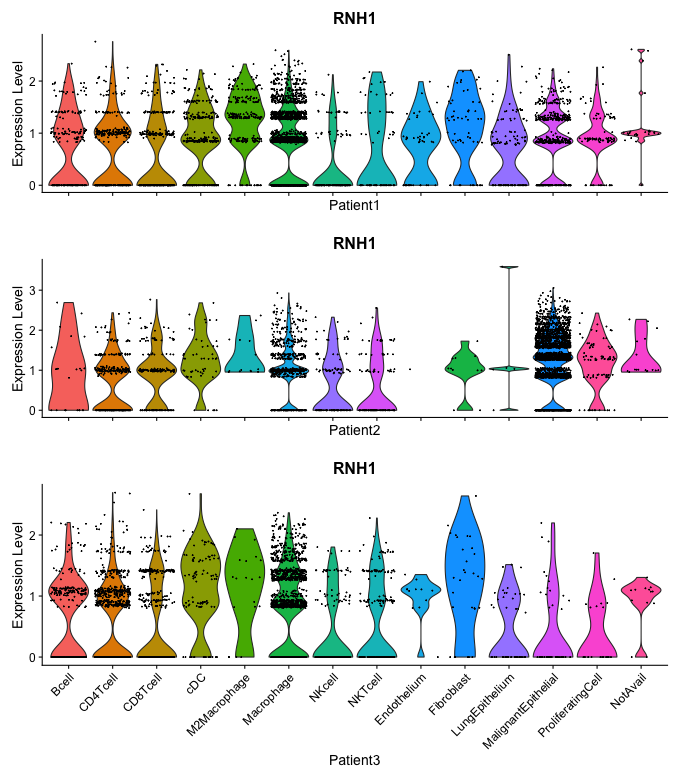 RNH1
Expression Level
2
1
0
Patient1
RNH1
Expression Level
3
2
1
0
Patient2
RNH1
Expression Level
2
1
0
Bcell
CD4Tcell
CD8Tcell
cDC
M2Macrophage
Macrophage
NKcell
NKTcell
Endothelium
Fibroblast
LungEpithelium
MalignantEpithelial
ProliferatingCell
NotAvail
Patient3